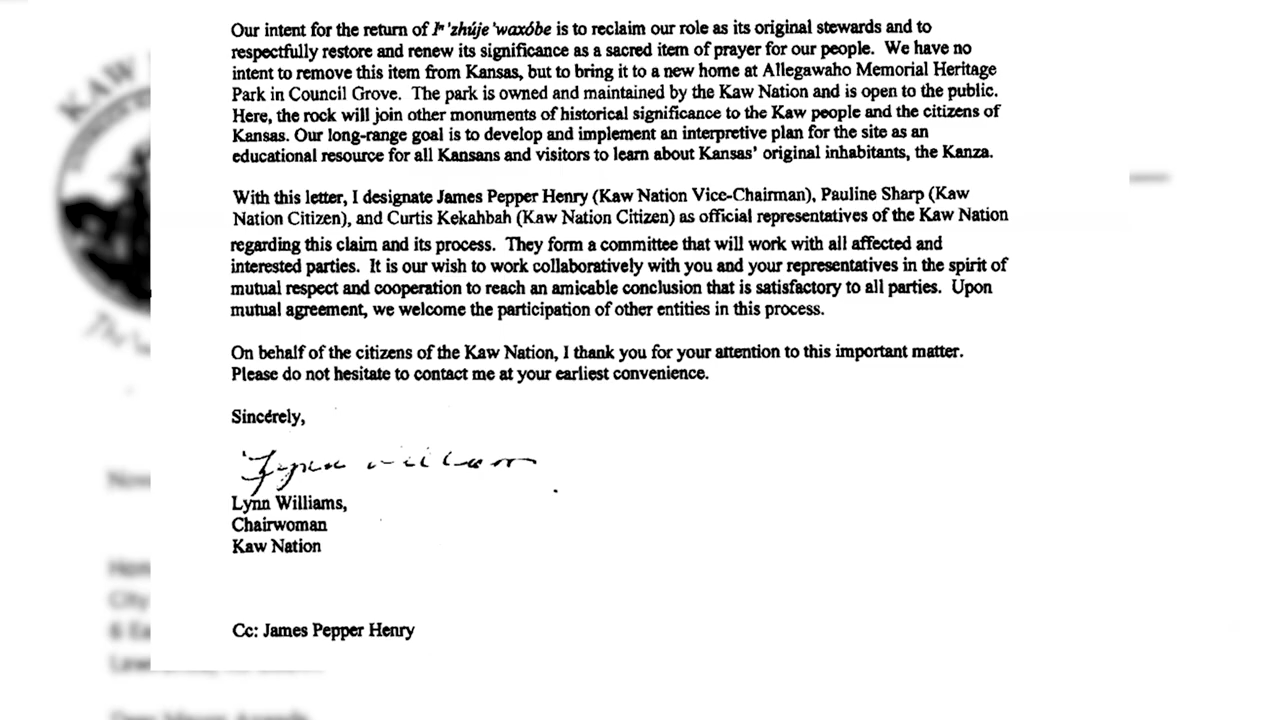 KAW
Our intent for the return of Iⁿ 'zhúje 'waxóbe is to reclaim our role as its original stewards and to
respectfully restore and renew its significance as a sacred item of prayer for our people. We have no
intent to remove this item from Kansas, but to bring it to a new home at Allegawaho Memorial Heritage
Park in Council Grove. The park is owned and maintained by the Kaw Nation and is open to the public.
Here, the rock will join other monuments of historical significance to the Kaw people and the citizens of
Kansas. Our long-range goal is to develop and implement an interpretive plan for the site as an
educational resource for all Kansans and visitors to learn about Kansas' original inhabitants, the Kanza.
With this letter, I designate James Pepper Henry (Kaw Nation Vice-Chairman), Pauline Sharp (Kaw
Nation Citizen), and Curtis Kekahbah (Kaw Nation Citizen) as official representatives of the Kaw Nation
regarding this claim and its process. They form a committee that will work with all affected and
interested parties. It is our wish to work collaboratively with you and your representatives in the spirit of
mutual respect and cooperation to reach an amicable conclusion that is satisfactory to all parties. Upon
mutual agreement, we welcome the participation of other entities in this process.
On behalf of the citizens of the Kaw Nation, I thank you for your attention to this important matter.
Please do not hesitate to contact me at your earliest convenience.
Sincerely,
Lynn Williams
Lynn Williams,
Chairwoman
Kaw Nation
Cc: James Pepper Henry